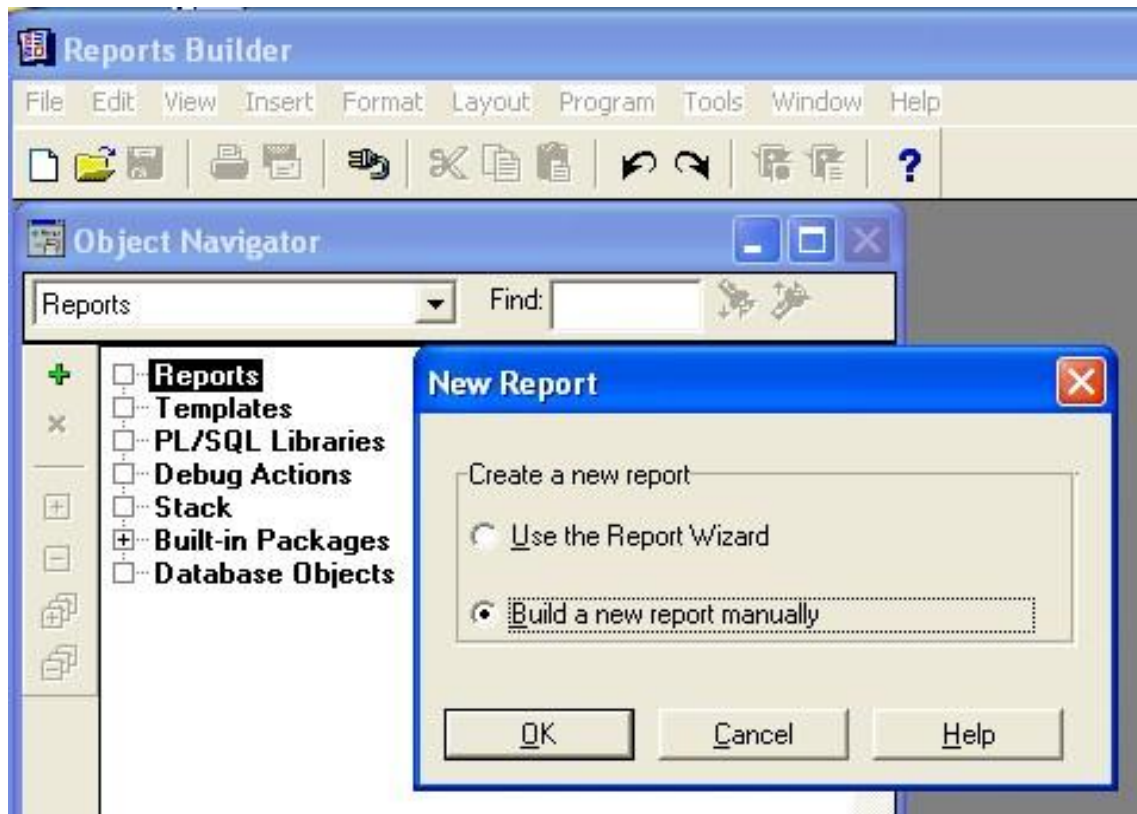 Reports Builder
File Edit View Insert Format Layout Program Tools Window Help
?
Object Navigator
Reports
Find:
Reports
Templates
PL/SQL Libraries
Debug Actions
Stack
Built-in Packages
Database Objects
New Report
Create a new report
Use the Report Wizard
Build a new report manually
OK Cancel Help